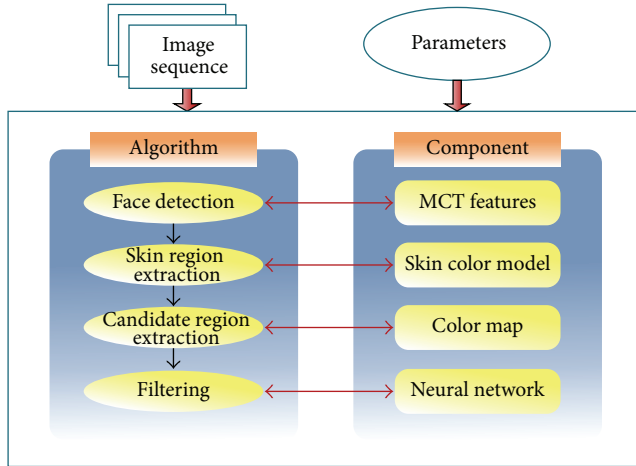 Image
sequence
Parameters
Algorithm
Component
Face detection
MCT features
Skin region
extraction
Skin color model
Candidate region
extraction
Color map
Filtering
Neural network